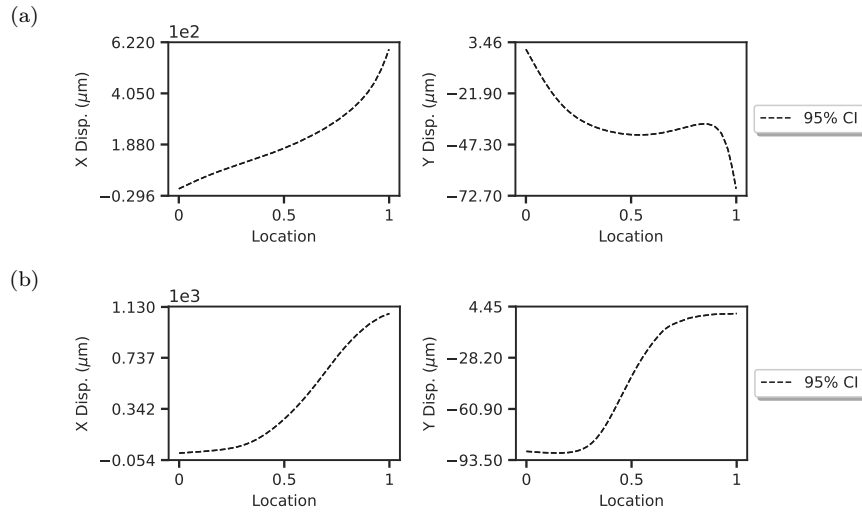 (a)
1e2
6.220
4.050
1.880
−0.296
X Disp. (μm)
0
0.5
1
Location
3.46
−21.90
−47.30
−72.70
Y Disp. (μm)
0
0.5
1
Location
95% CI
(b)
1e3
1.130
0.737
0.342
−0.054
X Disp. (μm)
0
0.5
1
Location
4.45
−28.20
−60.90
−93.50
Y Disp. (μm)
0
0.5
1
Location
95% CI